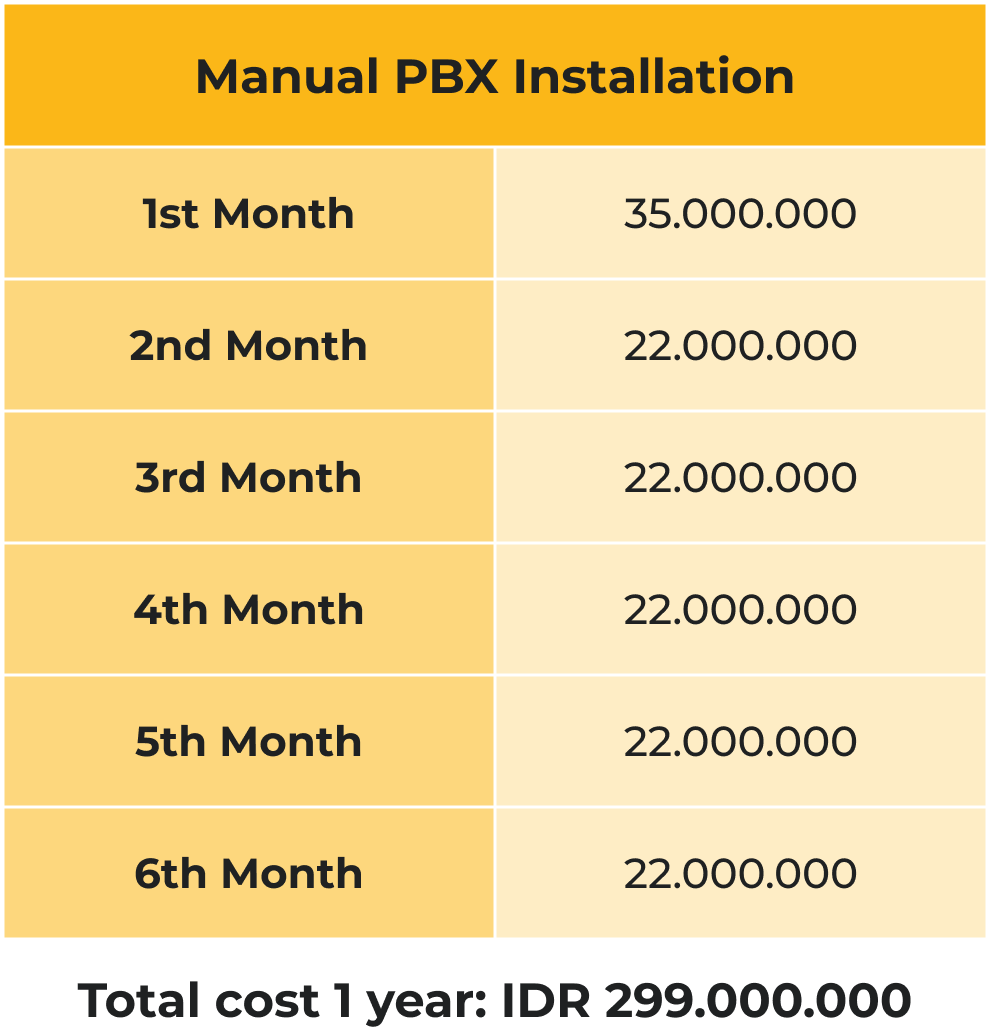 Manual PBX Installation
1st Month 35.000.000
2nd Month 22.000.000
3rd Month 22.000.000
4th Month 22.000.000
5th Month 22.000.000
6th Month 22.000.000
Total cost 1 year: IDR 299.000.000